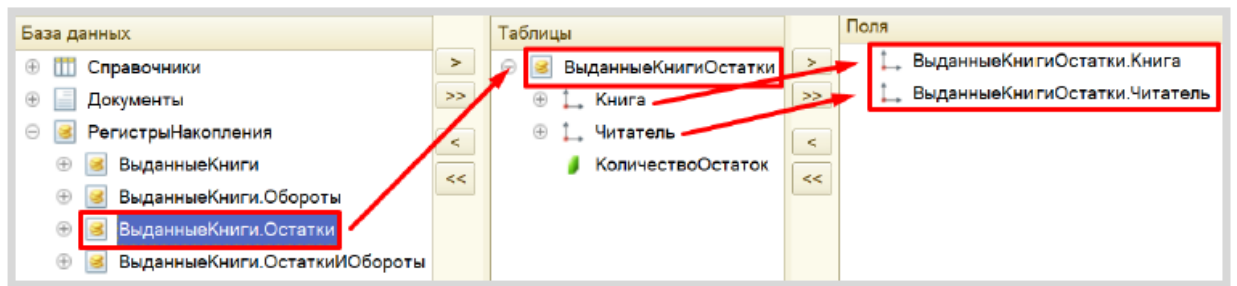 База данных
Справочники
Документы
РегистрыНакопления
ВыданныеКниги
ВыданныеКниги.Обороты
ВыданныеКниги.Остатки
ВыданныеКниги.ОстаткиИОбороты
>
>>
<
<<
Таблицы
ВыданныеКнигиОстатки
Книга
Читатель
КоличествоОстаток
>
>>
<
<<
Поля
ВыданныеКнигиОстатки.Книга
ВыданныеКнигиОстатки.Читатель